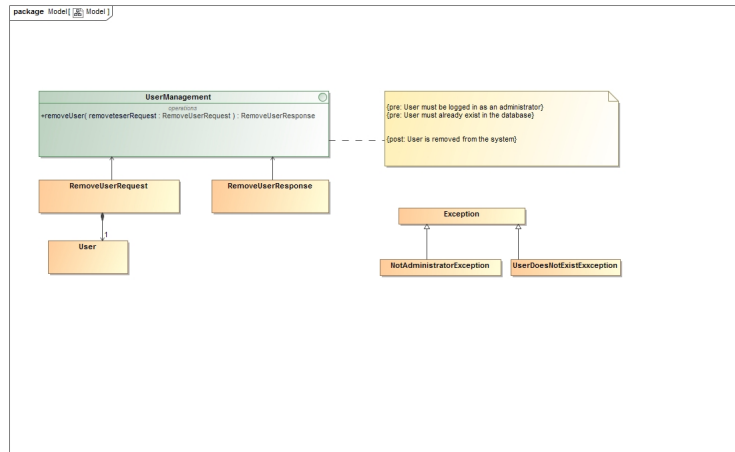 package Model[ Model ]
UserManagement
operations
+removeUser( removeteserRequest : RemoveUserRequest ) : RemoveUserResponse
{pre: User must be logged in as an administrator}
{pre: User must already exist in the database}
{post: User is removed from the system}
RemoveUserRequest
RemoveUserResponse
1
User
Exception
NotAdministratorException
UserDoesNotExistExxception